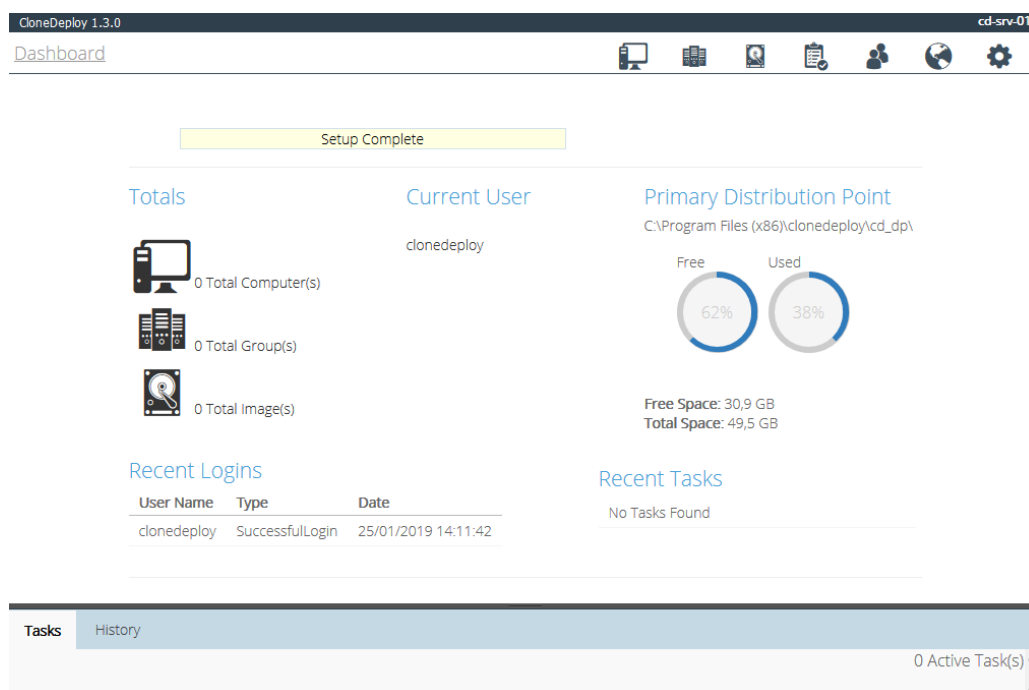 CloneDeploy 1.3.0 cd-srv-01
Dashboard
Setup Complete
Totals
0 Total Computer(s)
0 Total Group(s)
0 Total Image(s)
Current User
clonedeploy
Primary Distribution Point
C:\Program Files (x86)\clonedeploy\cd_dp\
Free Used
62% 38%
Free Space: 30,9 GB
Total Space: 49,5 GB
Recent Logins
User Name Type Date
clonedeploy SuccessfulLogin 25/01/2019 14:11:42
Recent Tasks
No Tasks Found
Tasks History
0 Active Task(s)